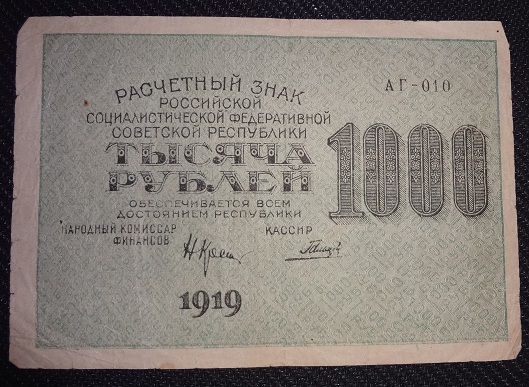 АГ-010
РАСЧЕТНЫЙ ЗНАК
РОССИЙСКОЙ
СОЦИАЛИСТИЧЕСКОЙ ФЕДЕРАТИВНОЙ
СОВЕТСКОЙ РЕСПУБЛИКИ
ТЫСЯЧА
РУБЛЕЙ
1000
ОБЕСПЕЧИВАЕТСЯ ВСЕМ
ДОСТОЯНИЕМ РЕСПУБЛИКИ
НАРОДНЫЙ КОМИССАР
ФИНАНСОВ
КАССИР
1919